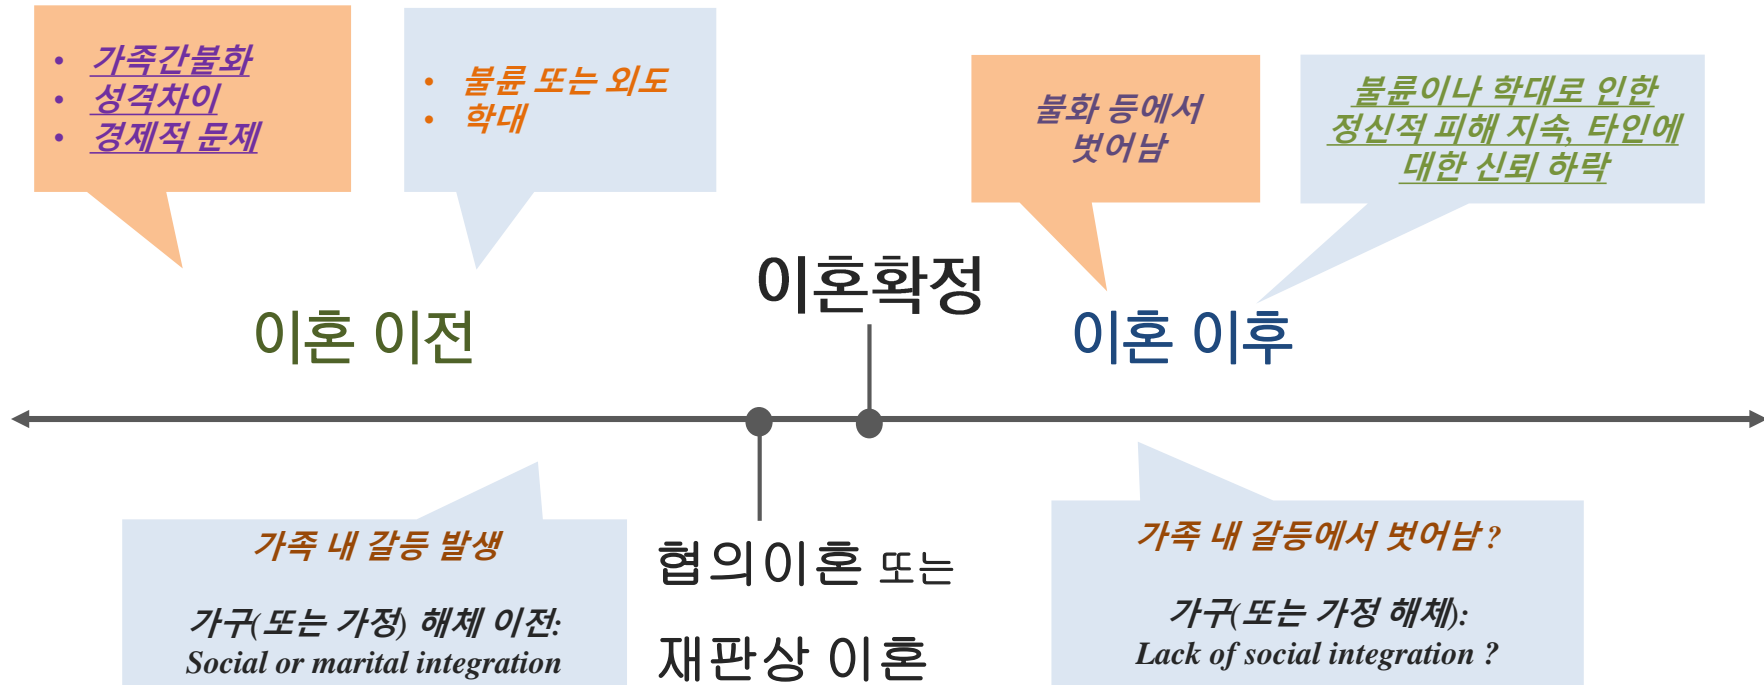 • 가족간불화
• 성격차이
• 경제적 문제
• 불륜 또는 외도
• 학대
불화 등에서
벗어남
불륜이나 학대로 인한
정신적 피해 지속, 타인에
대한 신뢰 하락
이혼확정
이혼 이전
이혼 이후
가족 내 갈등 발생
가구(또는 가정) 해체 이전:
Social or marital integration
협의이혼 또는
재판상 이혼
가족 내 갈등에서 벗어남?
가구(또는 가정 해체):
Lack of social integration ?